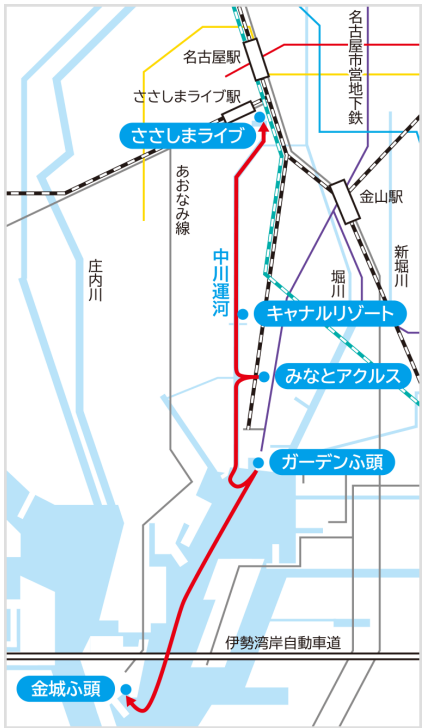 名古屋駅
名古屋市営地下鉄
ささしまライブ駅
ささしまライブ
あおなみ線
金山駅
庄内川
中川運河
堀川
新堀川
キャナルリゾート
みなとアクルス
ガーデンふ頭
伊勢湾岸自動車道
金城ふ頭